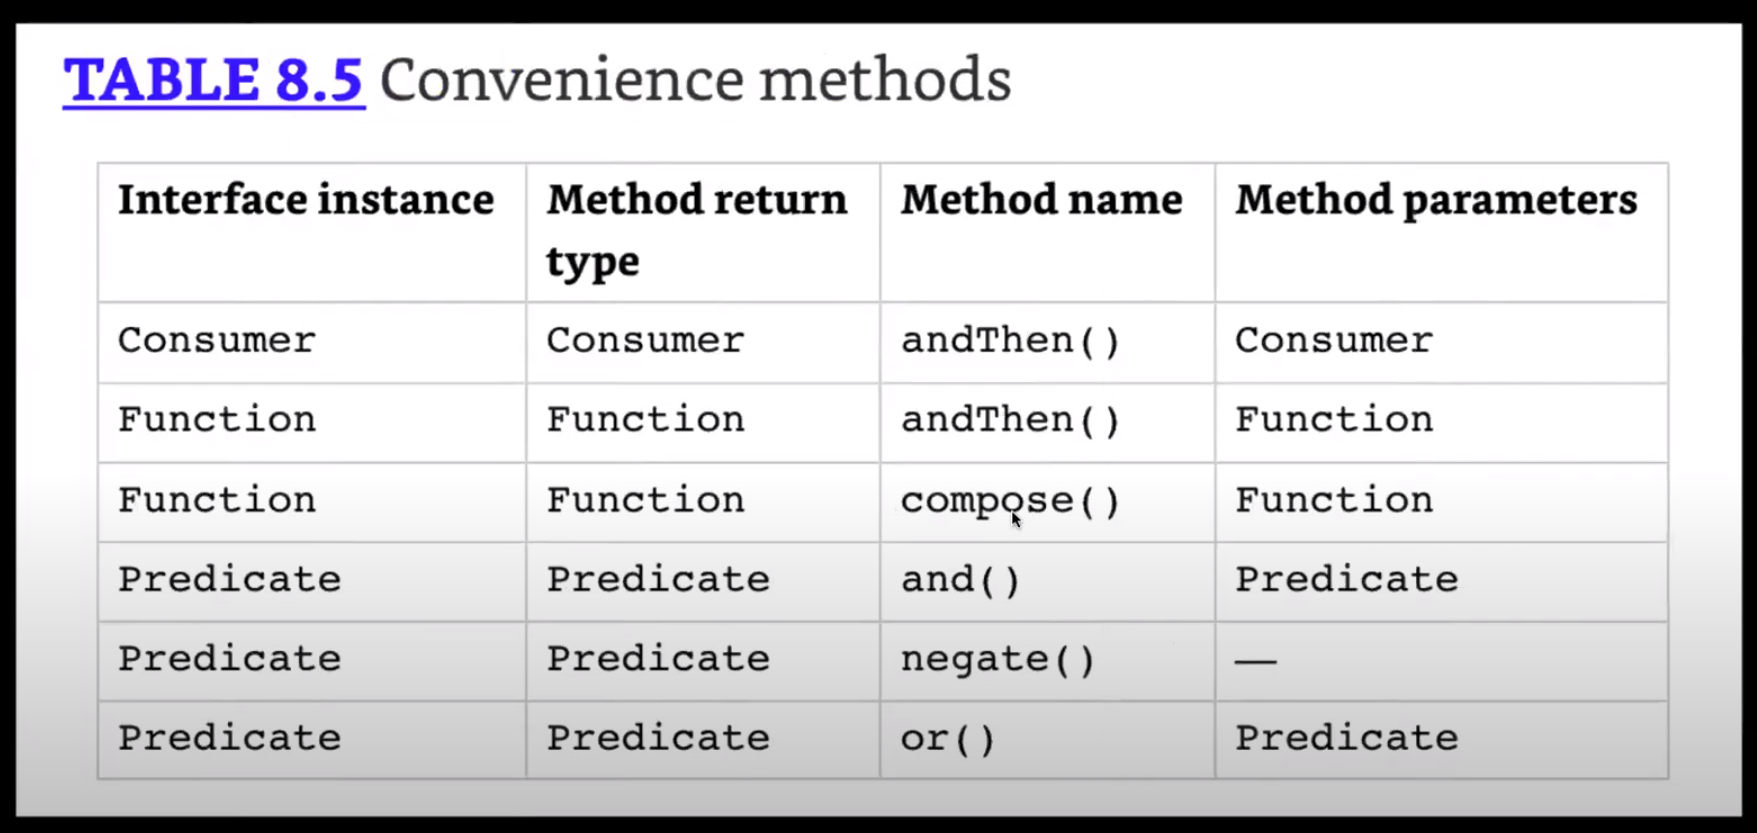 TABLE 8.5 Convenience methods
Interface instance Method return type Method name Method parameters
Consumer Consumer andThen() Consumer
Function Function andThen() Function
Function Function compose() Function
Predicate Predicate and() Predicate
Predicate Predicate negate() —
Predicate Predicate or() Predicate